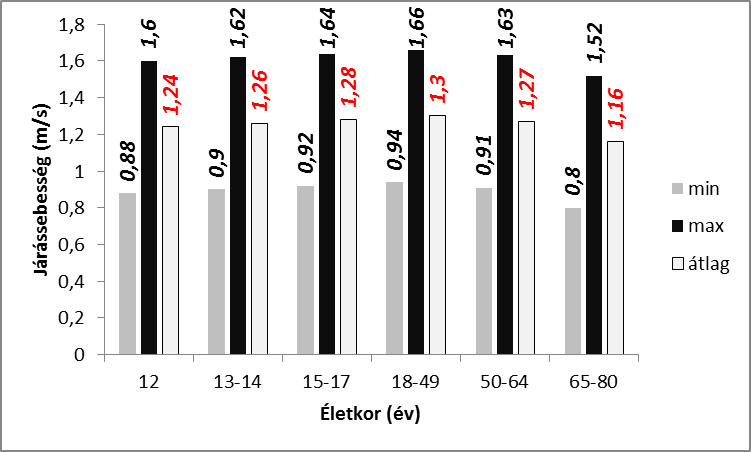 1,8
1,6
1,4
1,2
1
0,8
0,6
0,4
0,2
0
Járássebesség (m/s)
0,88 1,6 1,24
0,9 1,62 1,26
0,92 1,64 1,28
0,94 1,66 1,3
0,91 1,63 1,27
0,8 1,52 1,16
12 13-14 15-17 18-49 50-64 65-80
Életkor (év)
min
max
átlag